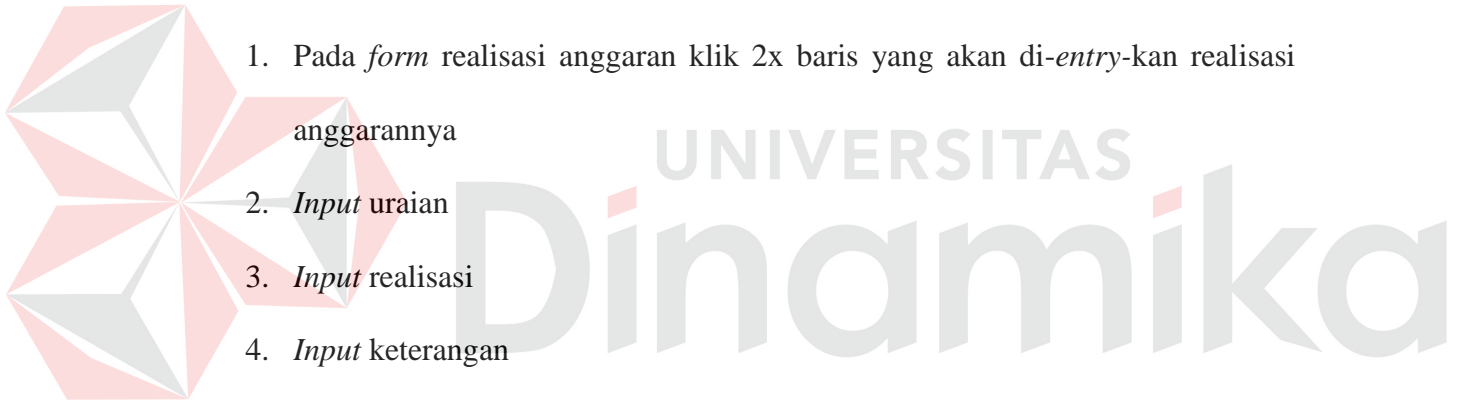 1. Pada form realisasi anggaran klik 2x baris yang akan di-entry-kan realisasi
anggarannya
UNIVERSITAS
Dinamika
2. Input uraian
3. Input realisasi
4. Input keterangan